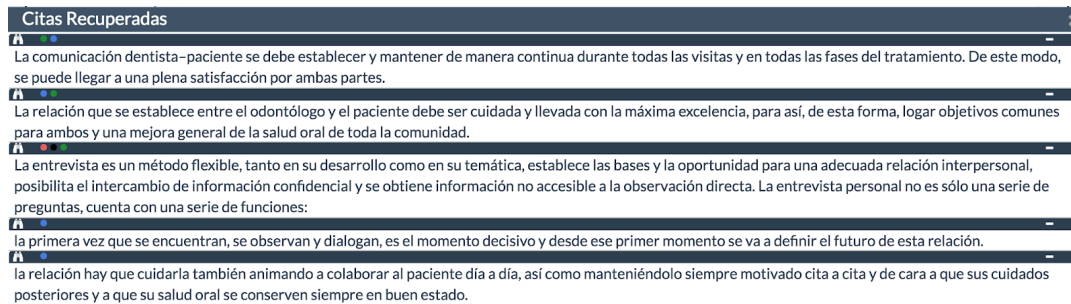 Citas Recuperadas
La comunicación dentista–paciente se debe establecer y mantener de manera continua durante todas las visitas y en todas las fases del tratamiento. De este modo,
se puede llegar a una plena satisfacción por ambas partes.
La relación que se establece entre el odontólogo y el paciente debe ser cuidada y llevada con la máxima excelencia, para así, de esta forma, logar objetivos comunes
para ambos y una mejora general de la salud oral de toda la comunidad.
La entrevista es un método flexible, tanto en su desarrollo como en su temática, establece las bases y la oportunidad para una adecuada relación interpersonal,
posibilita el intercambio de información confidencial y se obtiene información no accesible a la observación directa. La entrevista personal no es sólo una serie de
preguntas, cuenta con una serie de funciones:
la primera vez que se encuentran, se observan y dialogan, es el momento decisivo y desde ese primer momento se va a definir el futuro de esta relación.
la relación hay que cuidarla también animando a colaborar al paciente día a día, así como manteniéndolo siempre motivado cita a cita y de cara a que sus cuidados
posteriores y a que su salud oral se conserven siempre en buen estado.